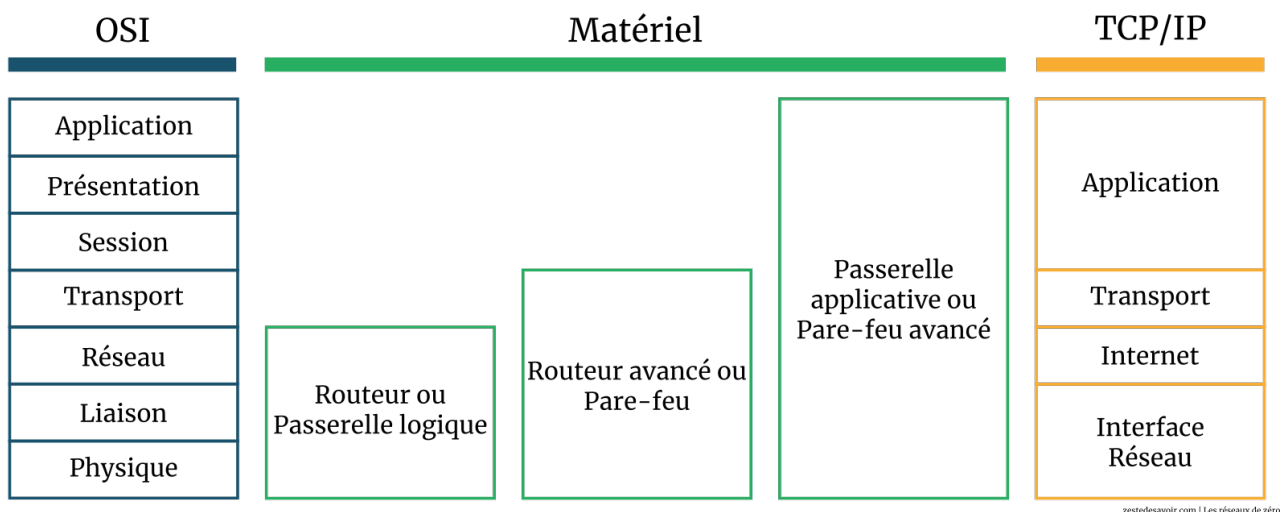 OSI
Matériel
TCP/IP
Application
Présentation
Session
Transport
Réseau
Liaison
Physique
Routeur ou
Passerelle logique
Routeur avancé ou
Pare-feu
Passerelle
applicative ou
Pare-feu avancé
Application
Transport
Internet
Interface
Réseau
zestedesavoir.com | Les réseaux de zéro